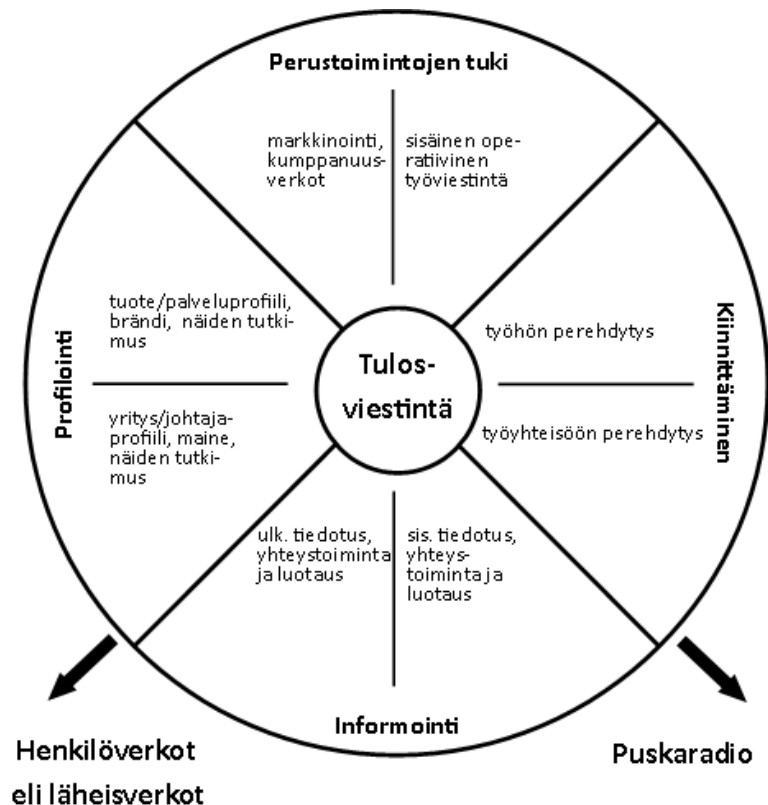 Perustoimintojen tuki
markkinointi,
kumppanuus-
verkot
sisäinen ope-
ratiivinen
työviestintä
tuote/palveluprofiili,
brändi, näiden tutki-
mus
Profilointi
yritys/johtaja-
profiili, maine,
näiden tutki-
mus
Tulos-
viestintä
työhön perehdytys
Kiinnittäminen
työyhteisöön perehdytys
ulk. tiedotus,
yhteystoiminta
ja luotaus
sis. tiedotus,
yhteys-
toiminta ja
luotaus
Informointi
Henkilöverkot
eli läheisverkot
Puskaradio